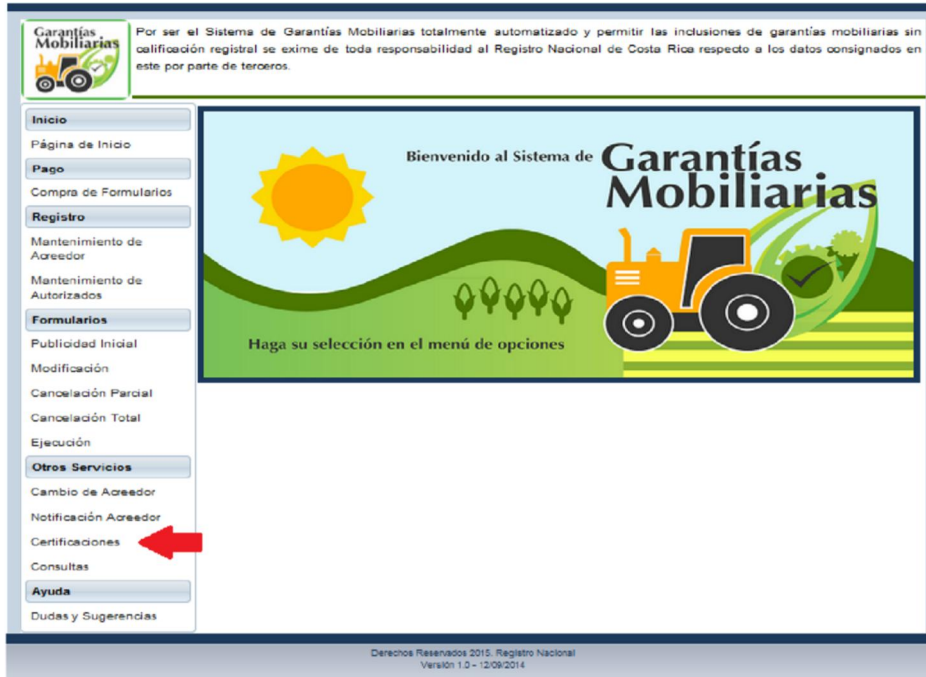 Garantías
Mobiliarias
Por ser el Sistema de Garantías Mobiliarias totalmente automatizado y permitir las inclusiones de garantías mobiliarias sin
calificación registral se exime de toda responsabilidad al Registro Nacional de Costa Rica respecto a los datos consignados en
este por parte de terceros.
Inicio
Página de Inicio
Pago
Compra de Formularios
Registro
Mantenimiento de
Acreedor
Mantenimiento de
Autorizados
Formularios
Publicidad Inicial
Modificación
Cancelación Parcial
Cancelación Total
Ejecución
Otros Servicios
Cambio de Acreedor
Notificación Acreedor
Certificaciones
Consultas
Ayuda
Dudas y Sugerencias
Bienvenido al Sistema de Garantías
Mobiliarias
Haga su selección en el menú de opciones
Derechos Reservados 2015. Registro Nacional
Versión 1.0 – 12/09/2014